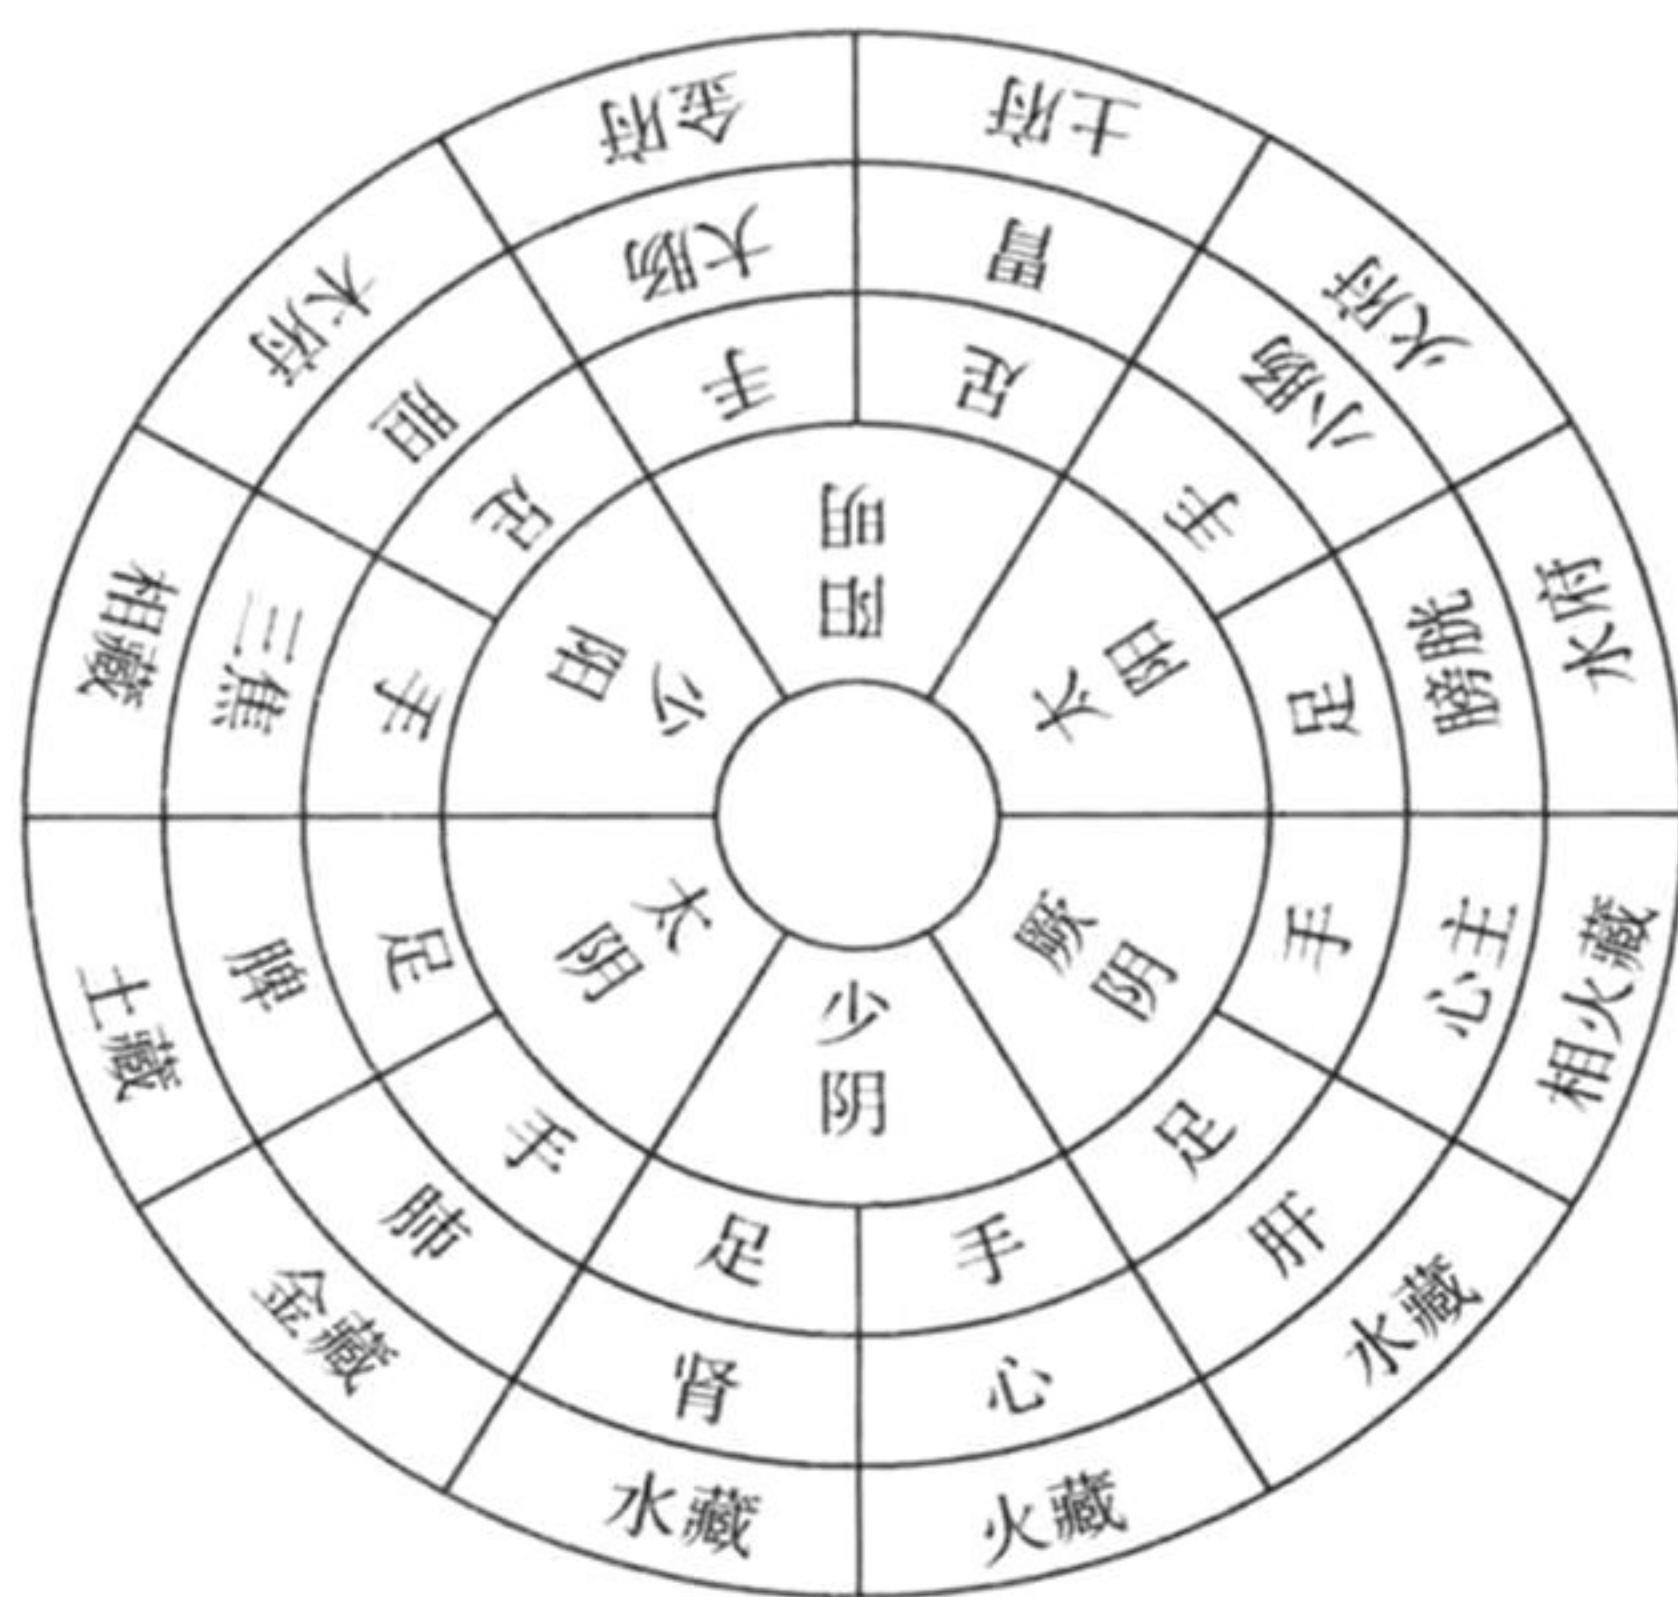 金府
土府
火府
水府
相火藏
水藏
火藏
水藏
金藏
土藏
相藏
木府
大肠
胃
小肠
膀胱
心主
肝
心
肾
肺
脾
三焦
胆
手
足
手
足
手
足
手
足
手
足
手
足
阳明
太阳
厥阴
少阴
太阴
少阳